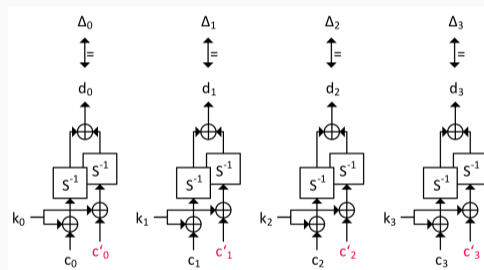 Δ₀ Δ₁ Δ₂ Δ₃
= = = =
d₀ d₁ d₂ d₃
S⁻¹ S⁻¹ S⁻¹ S⁻¹
S⁻¹ S⁻¹ S⁻¹ S⁻¹
k₀ k₁ k₂ k₃
c₀ c'₀ c₁ c'₁ c₂ c'₂ c₃ c'₃